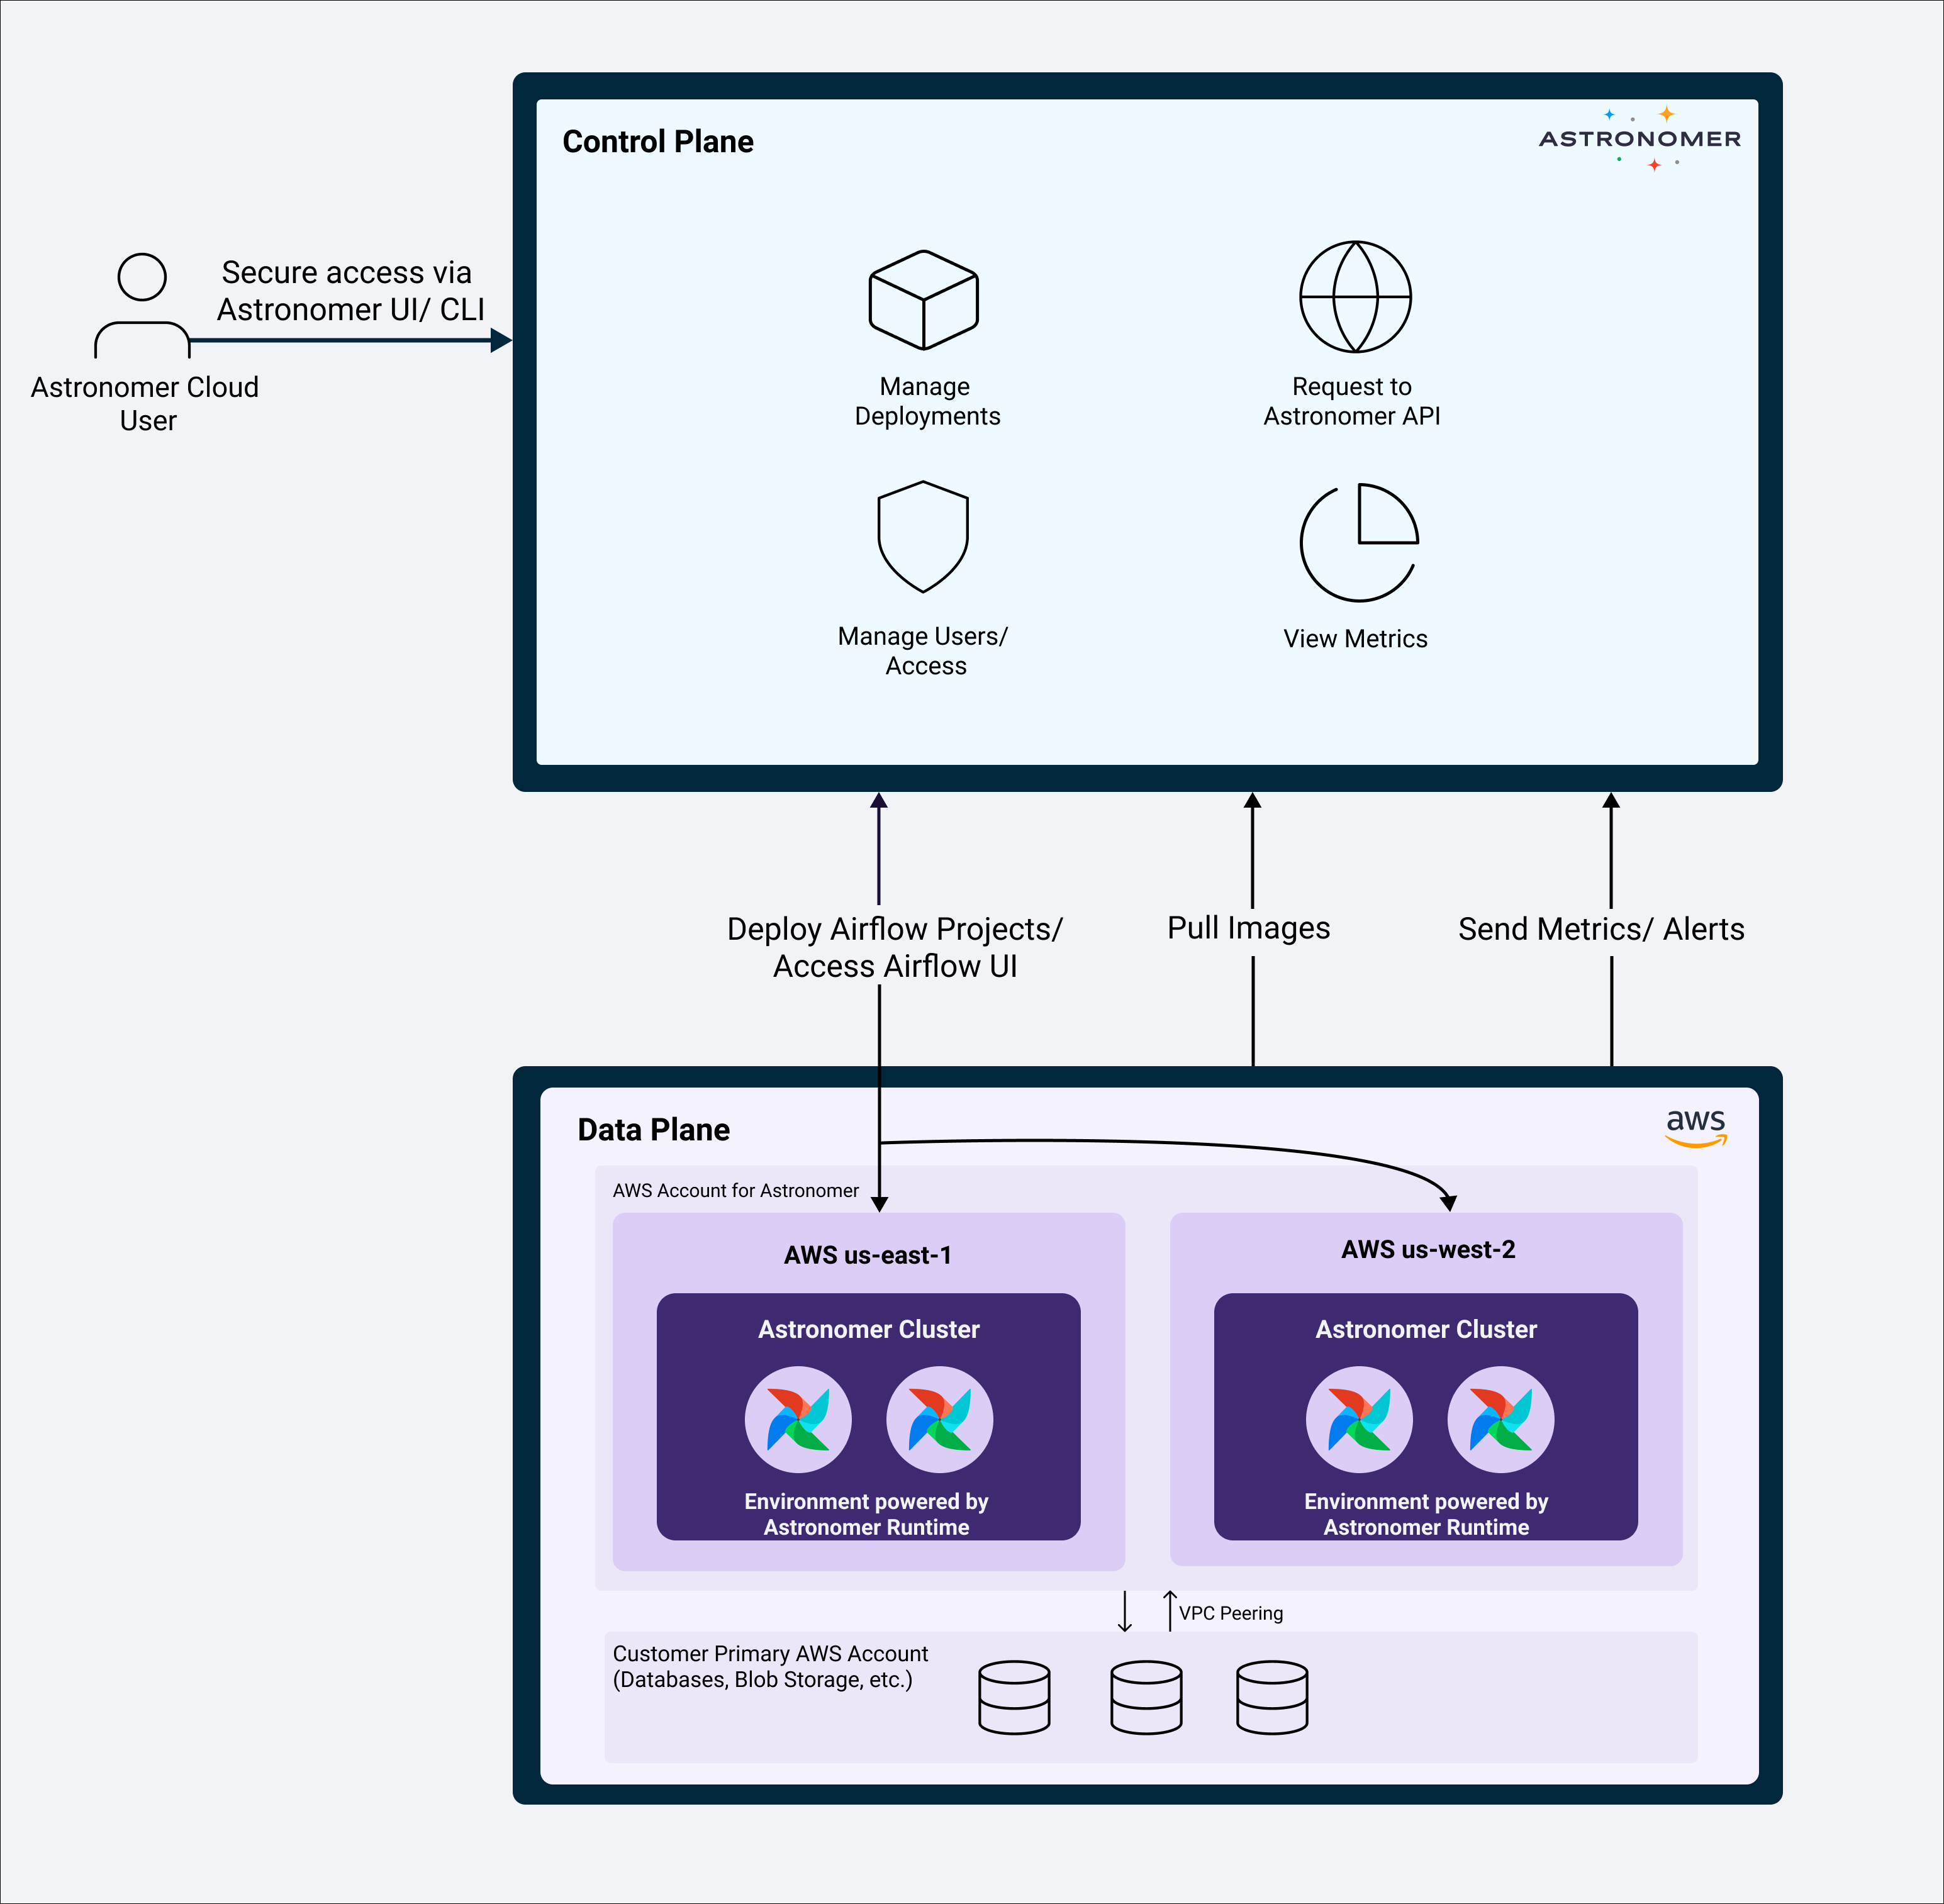 Control Plane
ASTRONOMER
Secure access via
Astronomer UI/ CLI
Astronomer Cloud
User
Manage
Deployments
Request to
Astronomer API
Manage Users/
Access
View Metrics
Deploy Airflow Projects/
Access Airflow UI
Pull Images
Send Metrics/ Alerts
Data Plane
aws
AWS Account for Astronomer
AWS us-east-1
Astronomer Cluster
Environment powered by
Astronomer Runtime
AWS us-west-2
Astronomer Cluster
Environment powered by
Astronomer Runtime
VPC Peering
Customer Primary AWS Account
(Databases, Blob Storage, etc.)